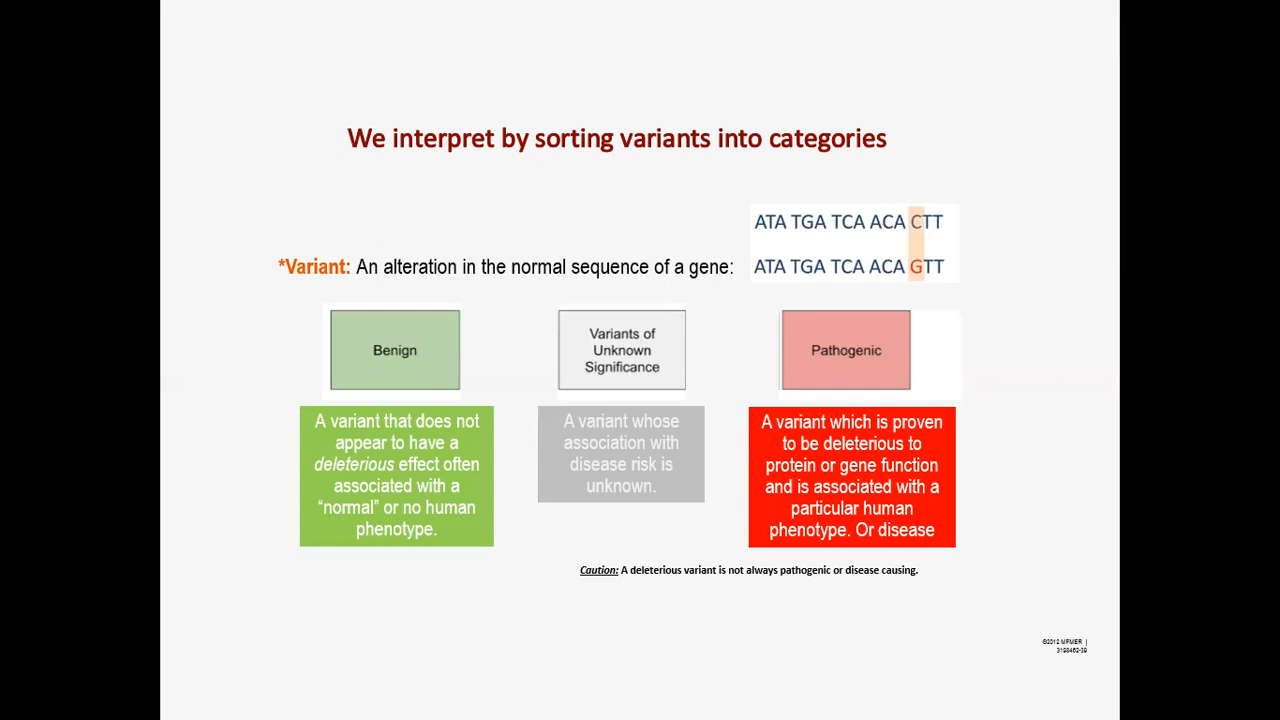 We interpret by sorting variants into categories
ATA TGA TCA ACA CTT
*Variant: An alteration in the normal sequence of a gene:
ATA TGA TCA ACA GTT
Benign
Variants of
Unknown
Significance
Pathogenic
A variant that does not
appear to have a
deleterious effect often
associated with a
“normal” or no human
phenotype.
A variant whose
association with
disease risk is
unknown.
A variant which is proven
to be deleterious to
protein or gene function
and is associated with a
particular human
phenotype. Or disease
Caution: A deleterious variant is not always pathogenic or disease causing.
©2012 MFMER |
3198462-39